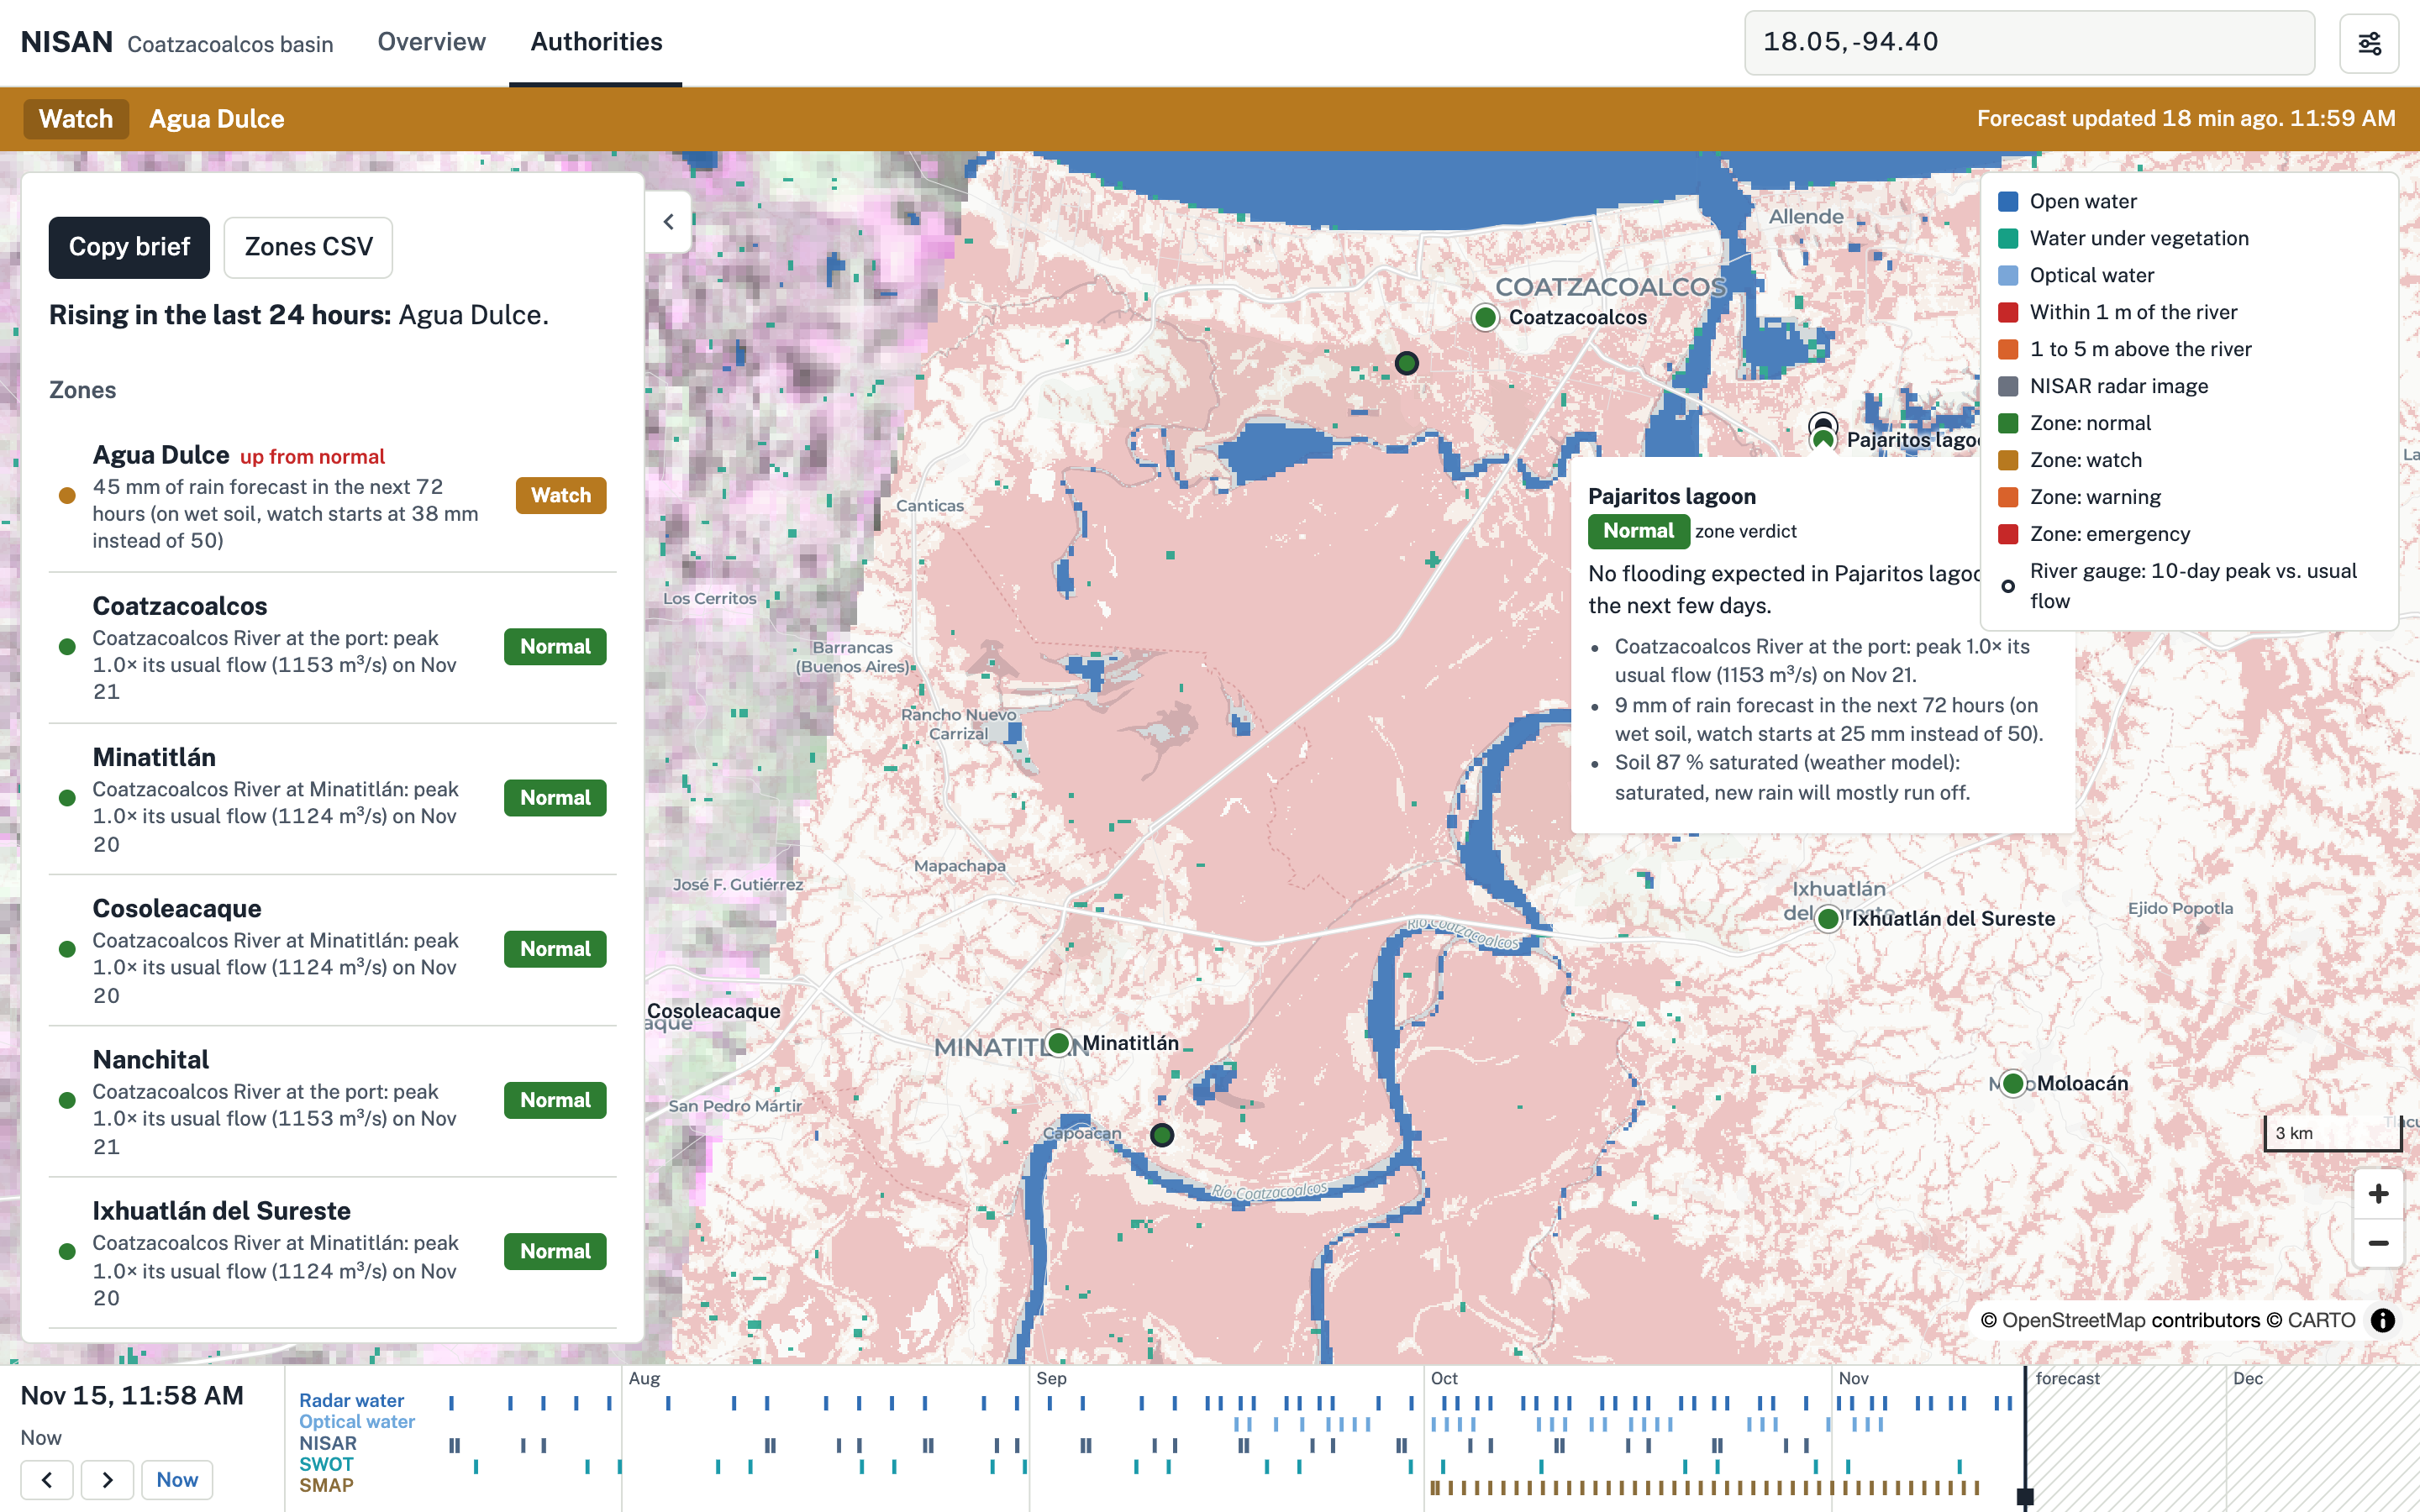 NISAN Coatzacoalcos basin Overview Authorities 18.05,-94.40
Watch Agua Dulce Forecast updated 18 min ago. 11:59 AM
Copy brief Zones CSV
Rising in the last 24 hours: Agua Dulce.
Zones
Agua Dulce up from normal
45 mm of rain forecast in the next 72
hours (on wet soil, watch starts at 38 mm
instead of 50)
Watch
Coatzacoalcos
Coatzacoalcos River at the port: peak
1.0× its usual flow (1153 m³/s) on Nov
21
Normal
Minatitlán
Coatzacoalcos River at Minatitlán: peak
1.0× its usual flow (1124 m³/s) on Nov
20
Normal
Cosoleacaque
Coatzacoalcos River at Minatitlán: peak
1.0× its usual flow (1124 m³/s) on Nov
20
Normal
Nanchital
Coatzacoalcos River at the port: peak
1.0× its usual flow (1153 m³/s) on Nov
21
Normal
Ixhuatlán del Sureste
Coatzacoalcos River at Minatitlán: peak
1.0× its usual flow (1124 m³/s) on Nov
20
Normal
Allende
COATZACOALCOS
Coatzacoalcos
Pajaritos lagoo
Canticas
Los Cerritos
Barrancas
(Buenos Aires)
Rancho Nuevo
Carrizal
Mapachapa
José F. Gutiérrez
Río Coatzacoalcos
Cosoleacaque
aque
Minatitlán
San Pedro Mártir
Capoacan
Río Coatzacoalcos
Ixhuatlán
Ixhuatlán del Sureste
Ejido Popotla
Moloacán
La
Pajaritos lagoon
Normal zone verdict
No flooding expected in Pajaritos lagoo
the next few days.
• Coatzacoalcos River at the port: peak 1.0× its
usual flow (1153 m³/s) on Nov 21.
• 9 mm of rain forecast in the next 72 hours (on
wet soil, watch starts at 25 mm instead of 50).
• Soil 87 % saturated (weather model):
saturated, new rain will mostly run off.
Open water
Water under vegetation
Optical water
Within 1 m of the river
1 to 5 m above the river
NISAR radar image
Zone: normal
Zone: watch
Zone: warning
Zone: emergency
River gauge: 10-day peak vs. usual
flow
3 km
+
−
© OpenStreetMap contributors © CARTO
Nov 15, 11:58 AM
Now
Now
Aug Sep Oct Nov forecast Dec
Radar water
Optical water
NISAR
SWOT
SMAP